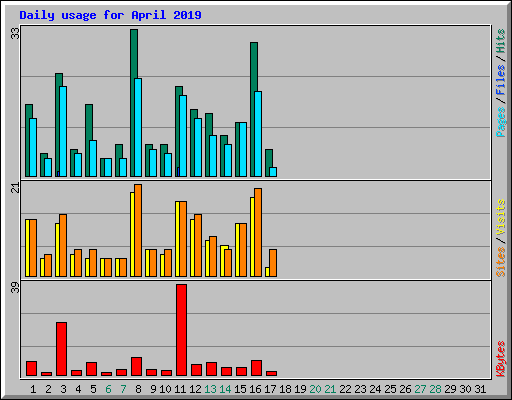 Daily usage for April 2019
33
Pages / Files / Hits
21
Sites / Visits
39
KBytes
1 2 3 4 5 6 7 8 9 10 11 12 13 14 15 16 17 18 19 20 21 22 23 24 25 26 27 28 29 30 31